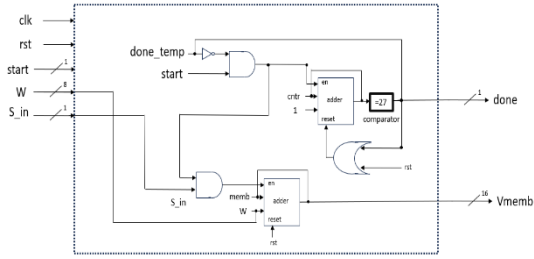 clk
rst
start
1
W
8
S_in
1
done_temp
start
cntr
1
en
adder
reset
=27
comparator
rst
1
done
S_in
memb
W
en
adder
reset
rst
16
Vmemb